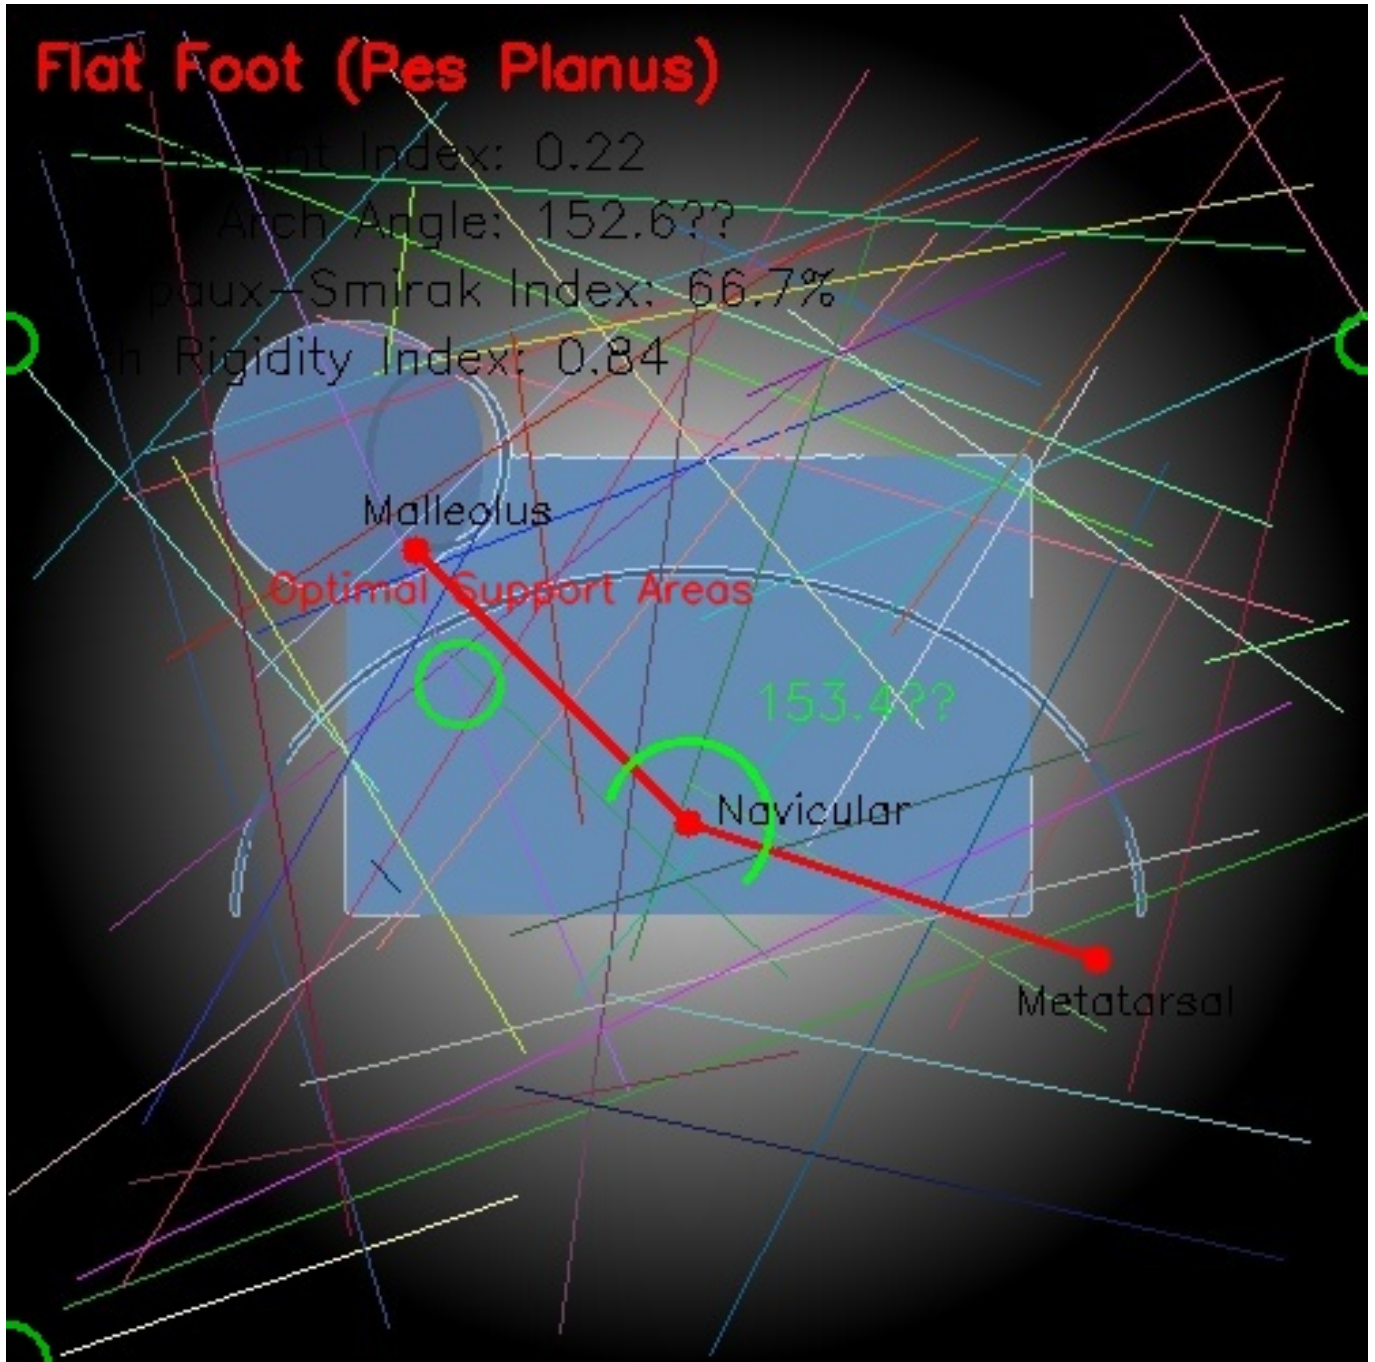 Flat Foot (Pes Planus)
Index: 0.22
Arch Angle: 152.6??
paux-Smirak Index: 66.7%
h Rigidity Index: 0.84
Malleolus
Optimal Support Areas
153.4??
Navicular
Metatarsal